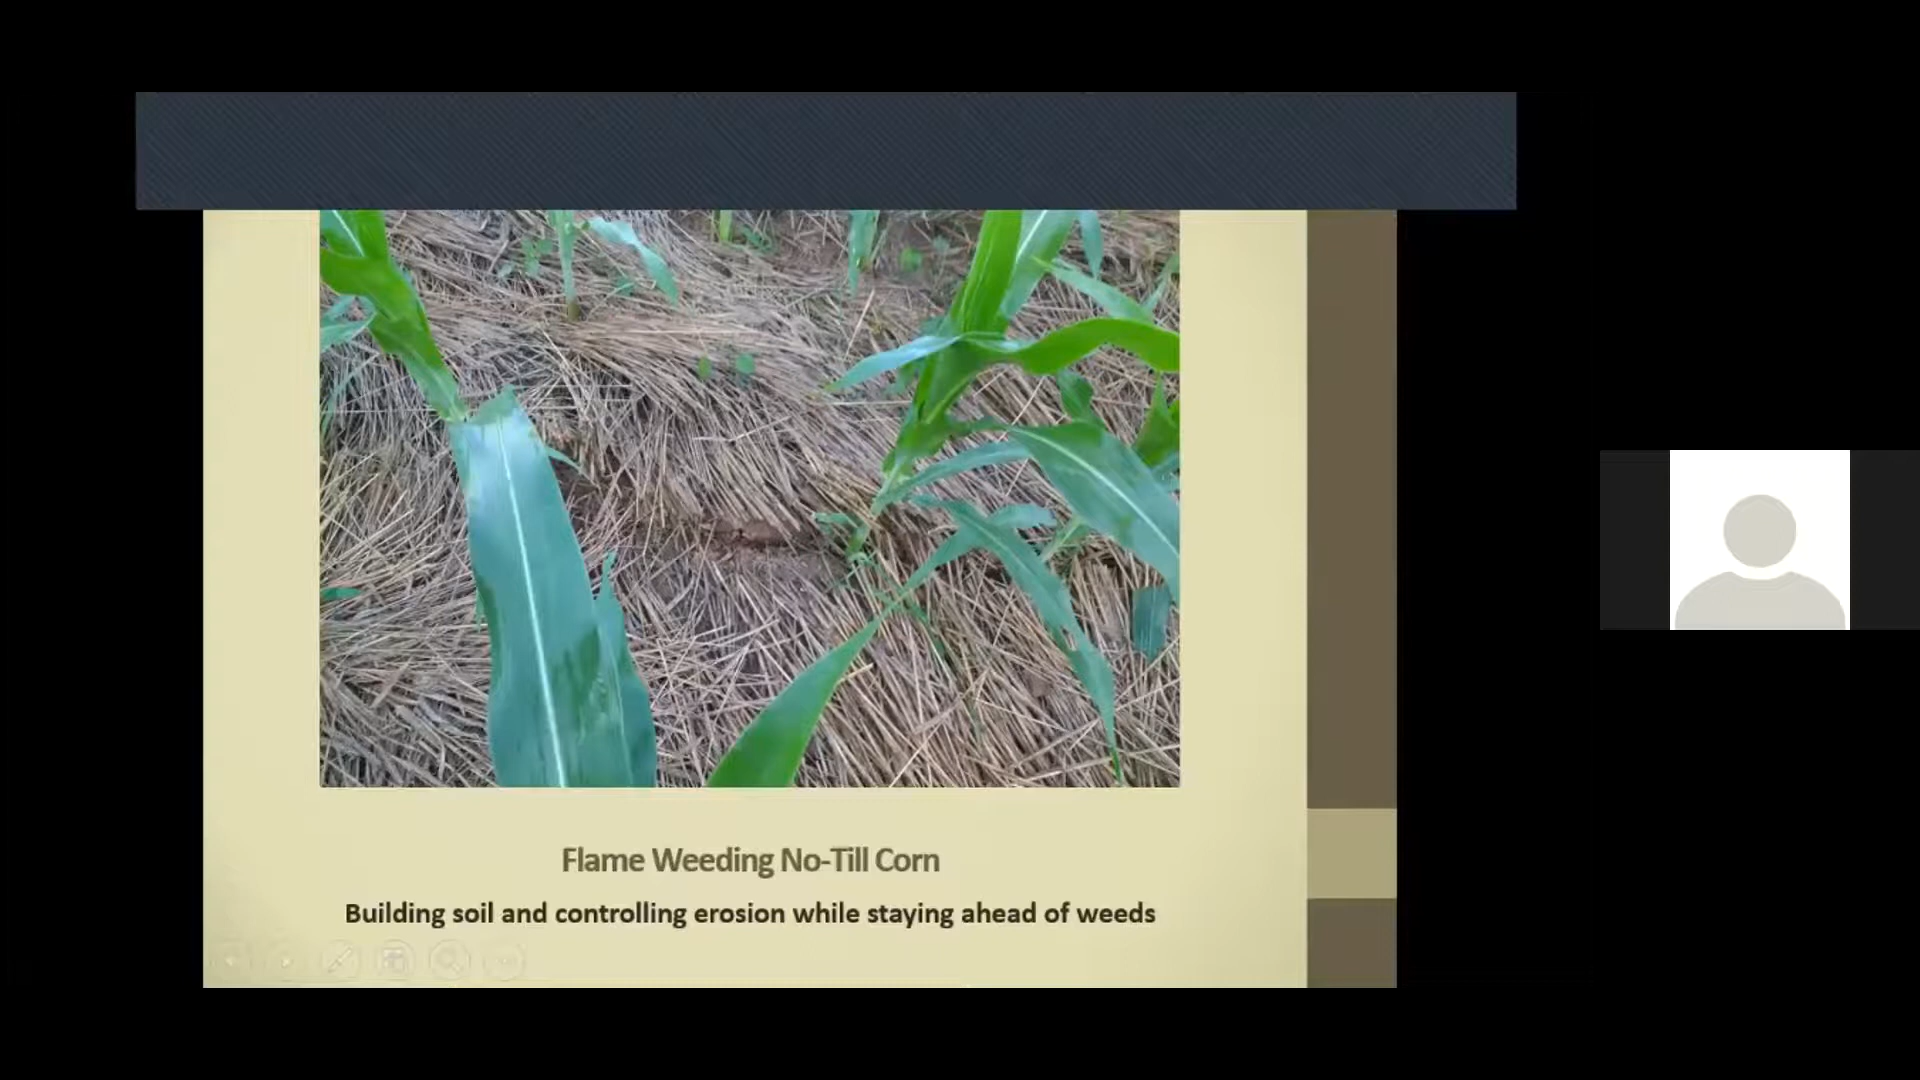 Flame Weeding No-Till Corn
Building soil and controlling erosion while staying ahead of weeds